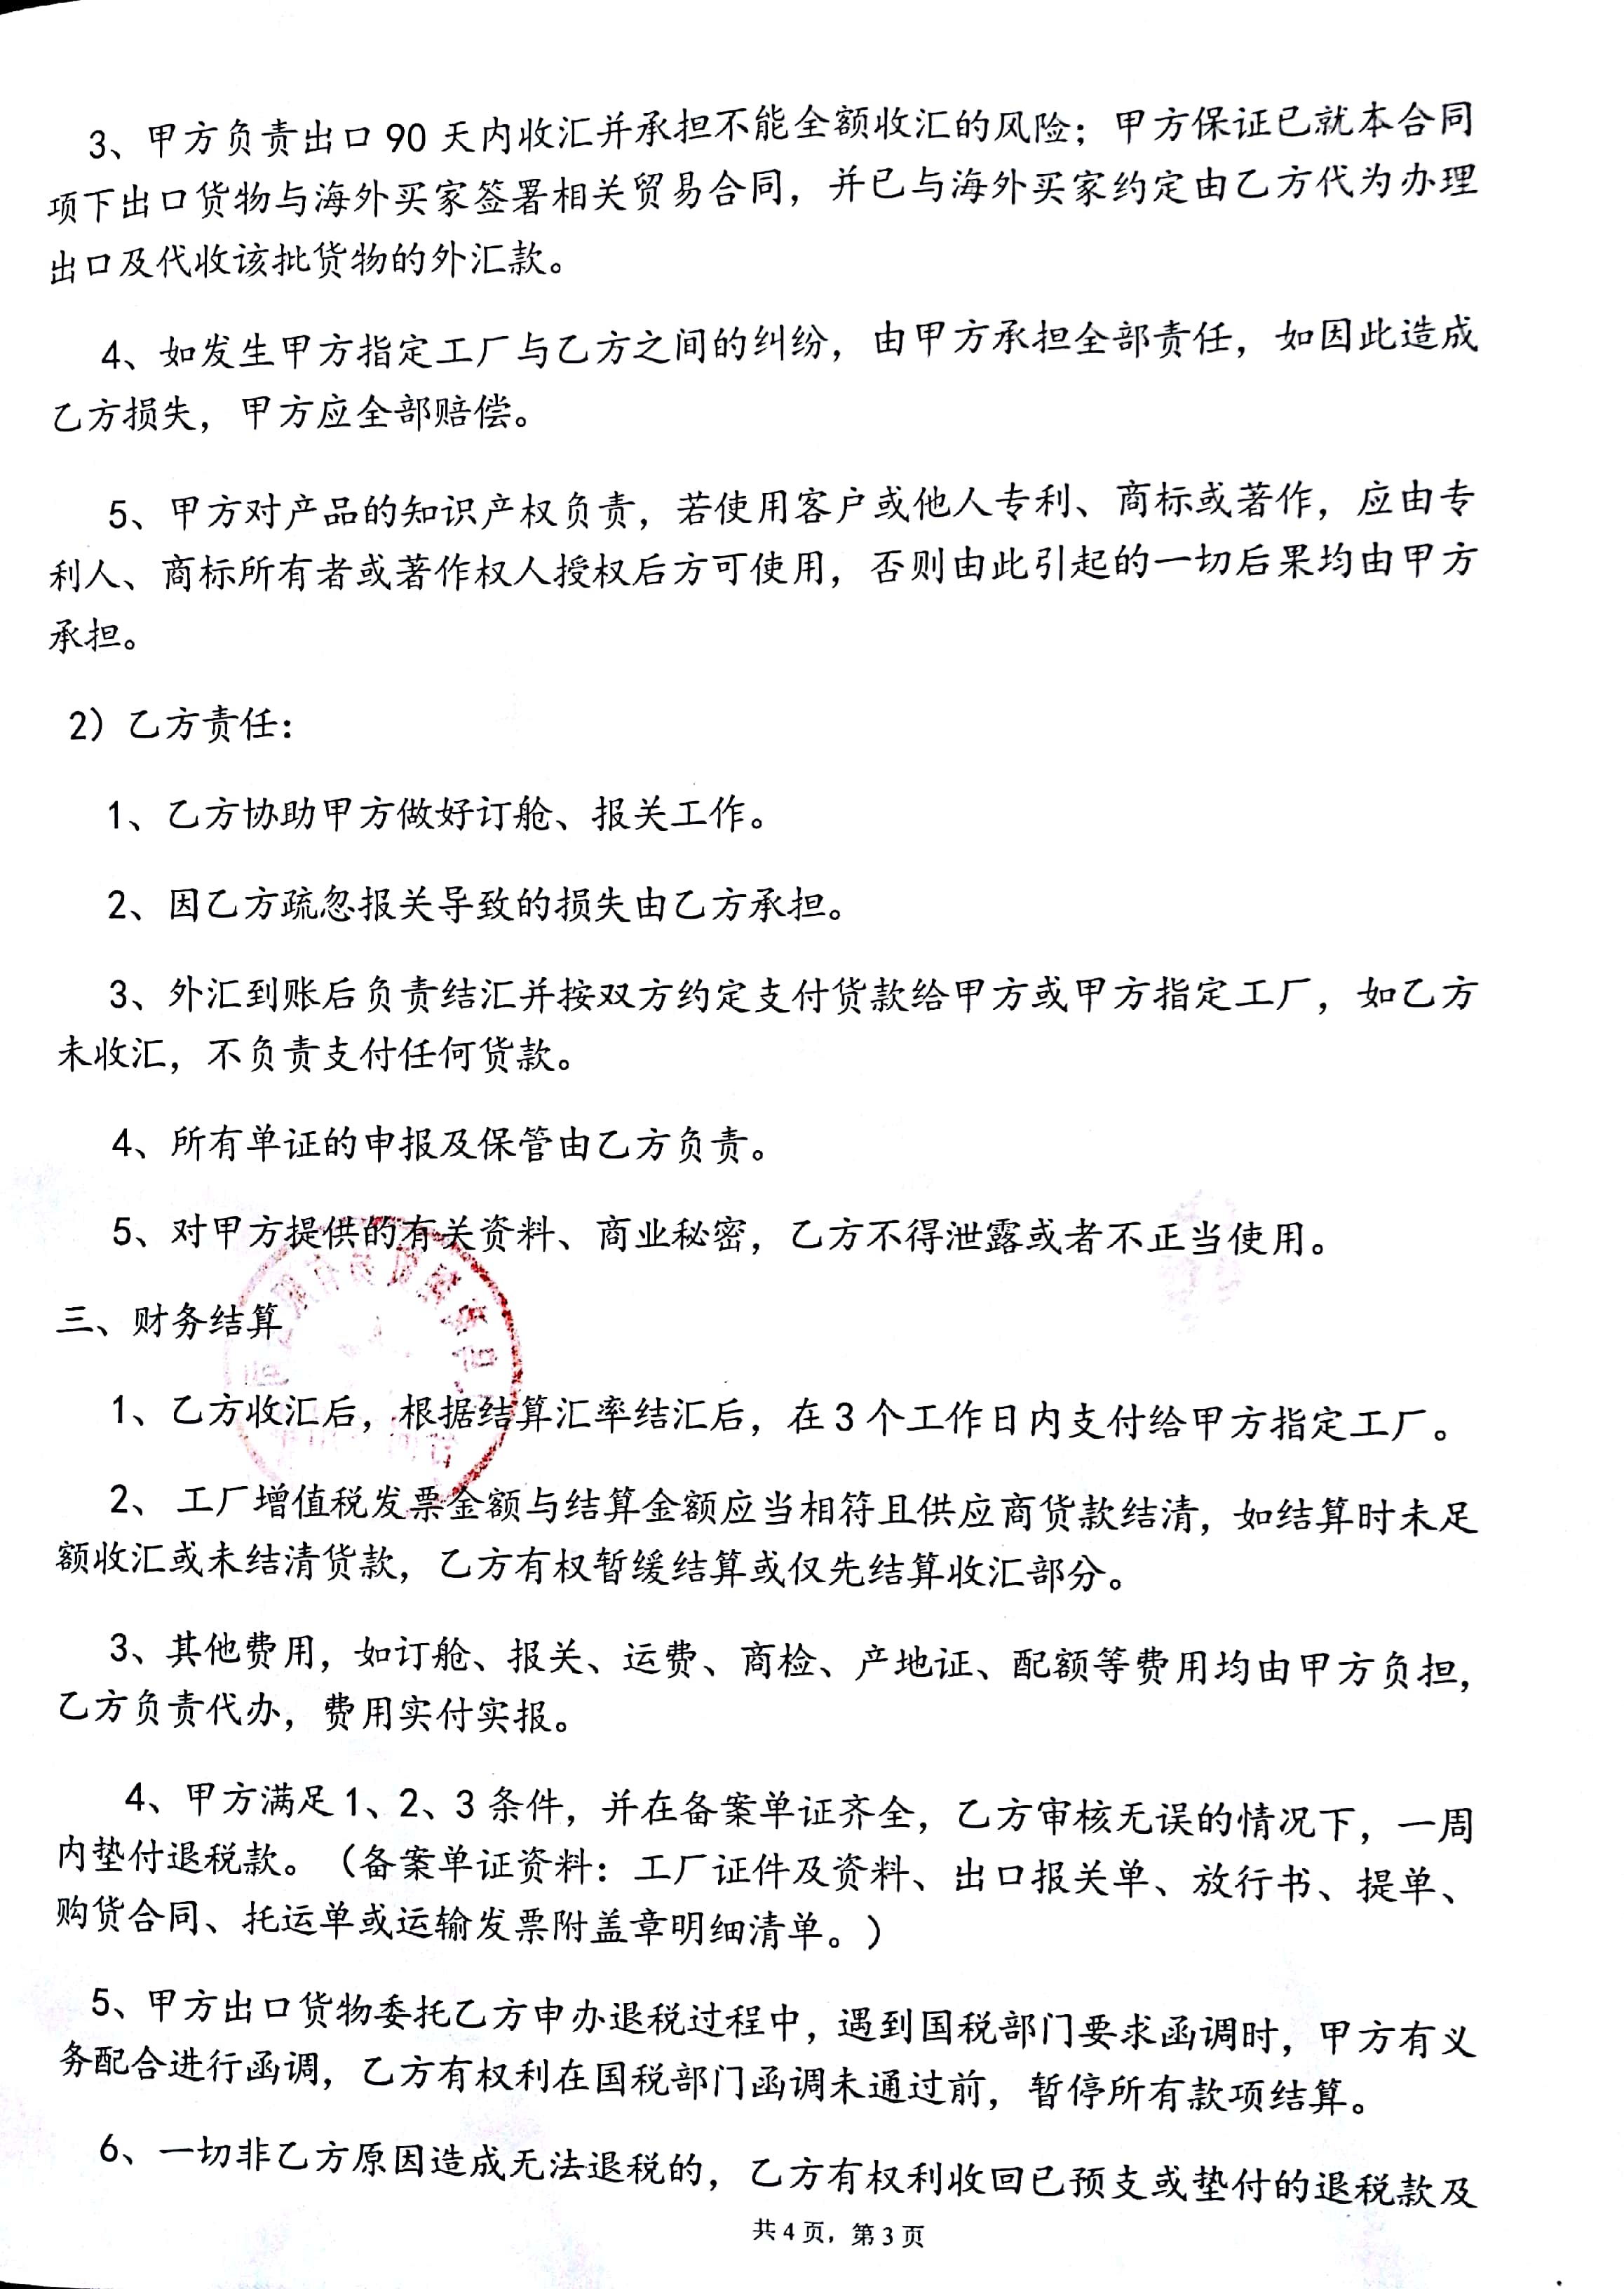 3、甲方负责出口 90 天内收汇并承担不能全额收汇的风险；甲方保证已就本合同
项下出口货物与海外买家签署相关贸易合同，并已与海外买家约定由乙方代为办理
出口及代收该批货物的外汇款。
4、如发生甲方指定工厂与乙方之间的纠纷，由甲方承担全部责任，如因此造成
乙方损失，甲方应全部赔偿。
5、甲方对产品的知识产权负责，若使用客户或他人专利、商标或著作，应由专
利人、商标所有者或著作权人授权后方可使用，否则由此引起的一切后果均由甲方
承担。
2）乙方责任：
1、乙方协助甲方做好订舱、报关工作。
2、因乙方疏忽报关导致的损失由乙方承担。
3、外汇到账后负责结汇并按双方约定支付货款给甲方或甲方指定工厂，如乙方
未收汇，不负责支付任何货款。
4、所有单证的申报及保管由乙方负责。
5、对甲方提供的有关资料、商业秘密，乙方不得泄露或者不正当使用。
三、财务结算
1、乙方收汇后，根据结算汇率结汇后，在 3 个工作日内支付给甲方指定工厂。
2、 工厂增值税发票金额与结算金额应当相符且供应商货款结清，如结算时未足
额收汇或未结清货款，乙方有权暂缓结算或仅先结算收汇部分。
3、其他费用，如订舱、报关、运费、商检、产地证、配额等费用均由甲方负担，
乙方负责代办，费用实付实报。
4、甲方满足 1、2、3 条件，并在备案单证齐全，乙方审核无误的情况下，一周
内垫付退税款。（备案单证资料：工厂证件及资料、出口报关单、放行书、提单、
购货合同、托运单或运输发票附盖章明细清单。）
5、甲方出口货物委托乙方申办退税过程中，遇到国税部门要求函调时，甲方有义
务配合进行函调，乙方有权利在国税部门函调未通过前，暂停所有款项结算。
6、一切非乙方原因造成无法退税的，乙方有权利收回已预支或垫付的退税款及
共 4 页，第 3 页